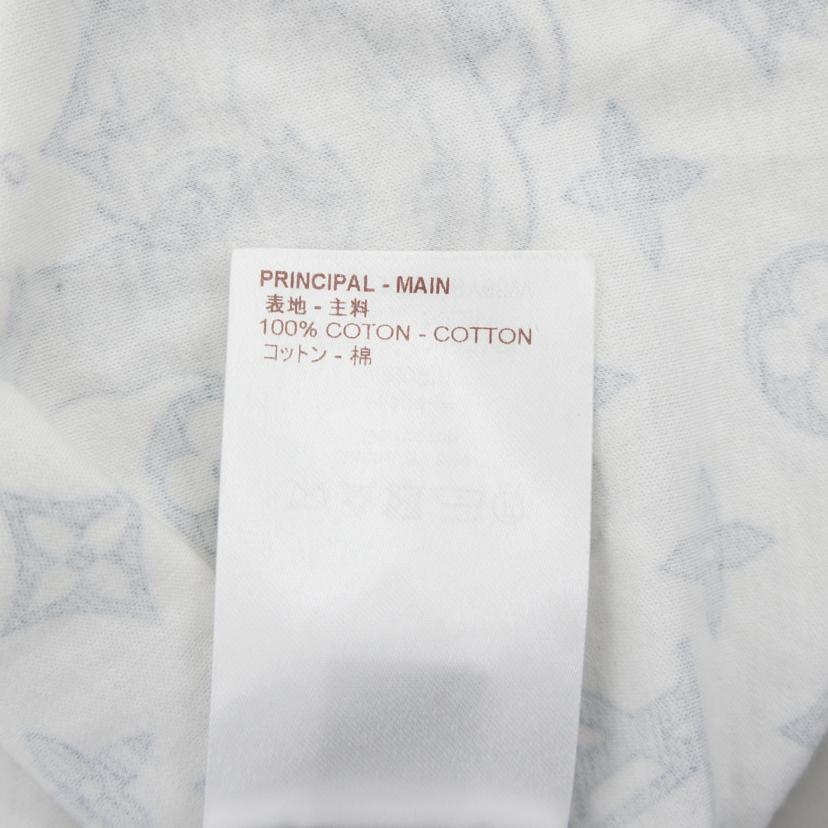 PRINCIPAL - MAIN
表地 - 主料
100% COTON - COTTON
コットン - 棉